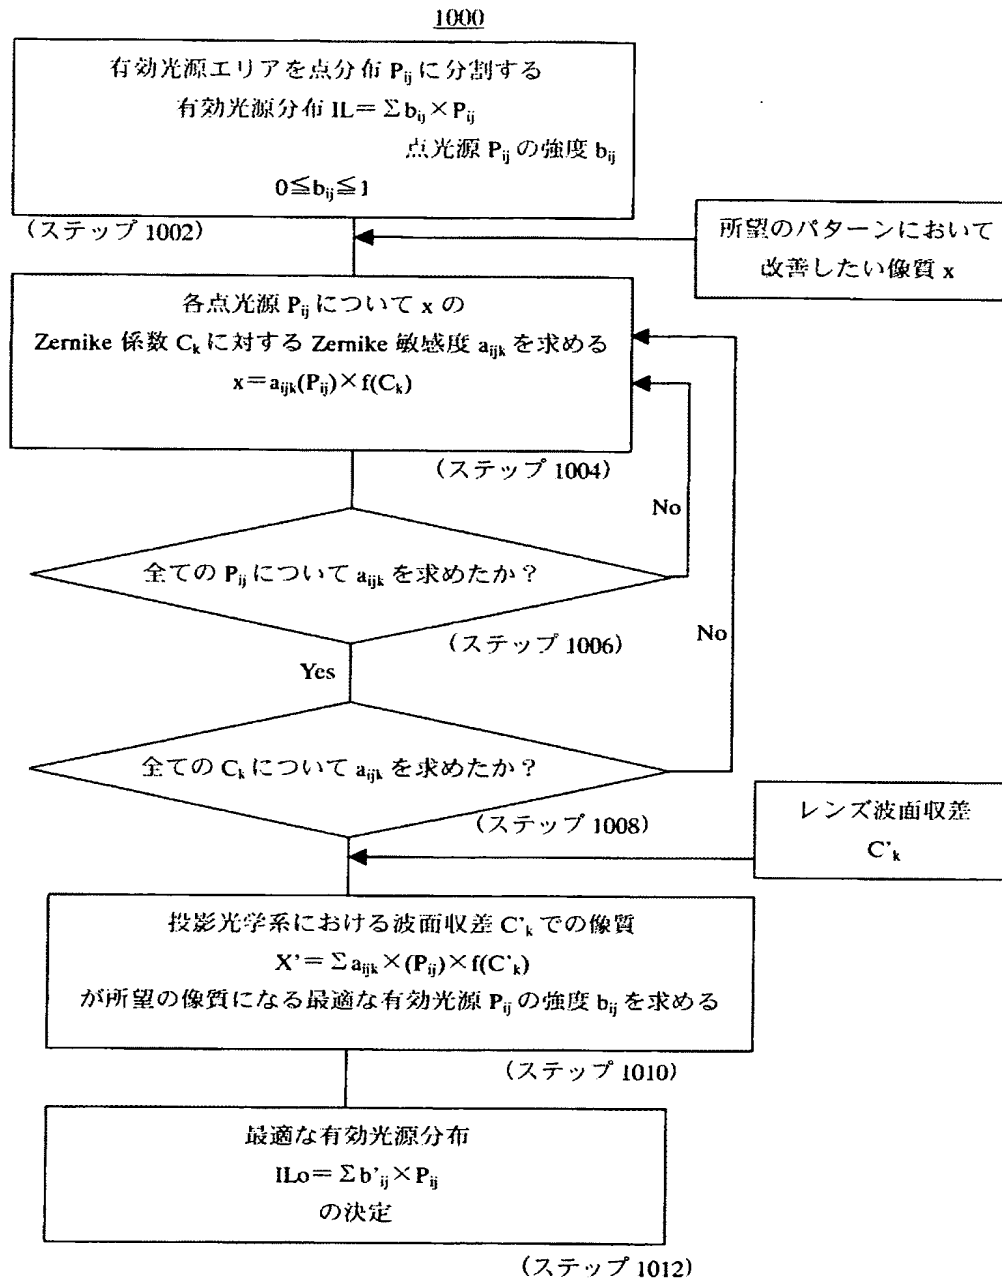 1000
有効光源エリアを点分布 Pij に分割する
有効光源分布 IL=Σbij×Pij
点光源 Pij の強度 bij
0≦bij≦1
(ステップ 1002)
所望のパターンにおいて
改善したい像質 x
各点光源 Pij について x の
Zernike 係数 Ck に対する Zernike 敏感度 aijk を求める
x=aijk(Pij)×f(Ck)
(ステップ 1004)
No
全ての Pij について aijk を求めたか？
(ステップ 1006)
No
Yes
全ての Ck について aijk を求めたか？
(ステップ 1008)
レンズ波面収差
C’k
投影光学系における波面収差 C’k での像質
X’=Σaijk×(Pij)×f(C’k)
が所望の像質になる最適な有効光源 Pij の強度 bij を求める
(ステップ 1010)
最適な有効光源分布
ILo=Σb’ij×Pij
の決定
(ステップ 1012)